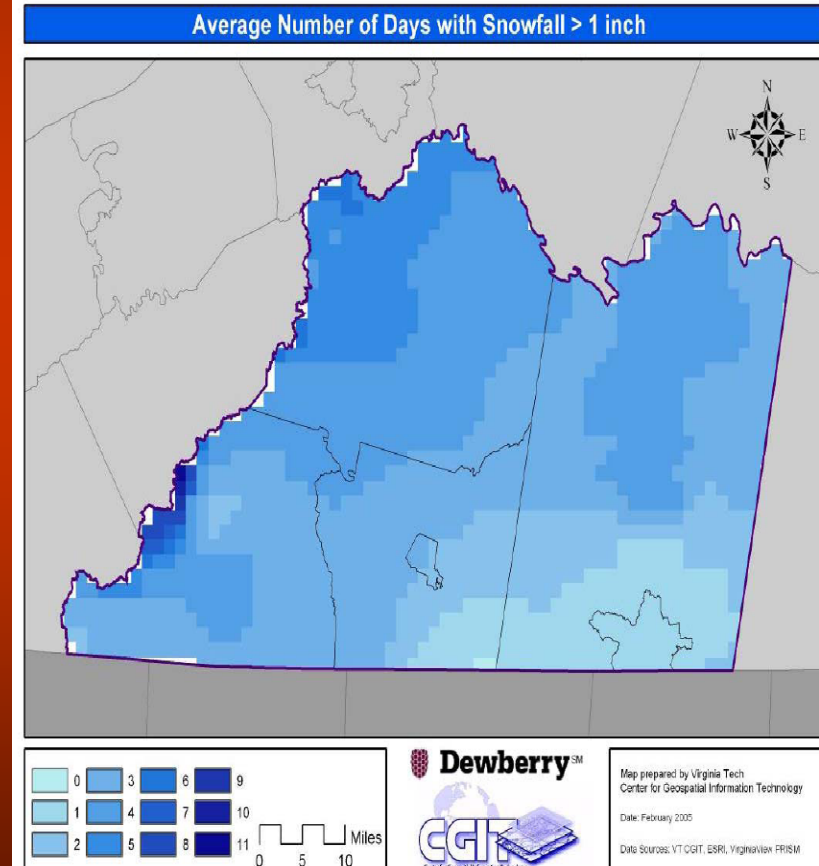 Average Number of Days with Snowfall > 1 inch
N
W E
S
0 3 6 9
1 4 7 10
2 5 8 11
Miles
0 5 10
Dewberry SM
CGIT
Map prepared by Virginia Tech
Center for Geospatial Information Technology
Date: February 2005
Data Sources: VT CGIT, ESRI, Virginiaview PRISM